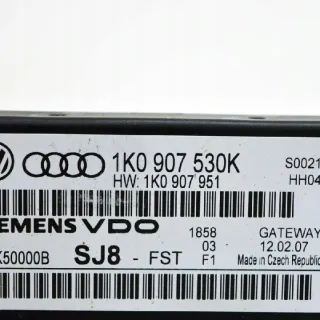 1K0 907 530K S0021
HW: 1K0 907 951 HH04
IEMENS VDO 1858 GATEWAY
K50000B SJ8 - FST 03 12.02.07
F1 Made in Czech Republic